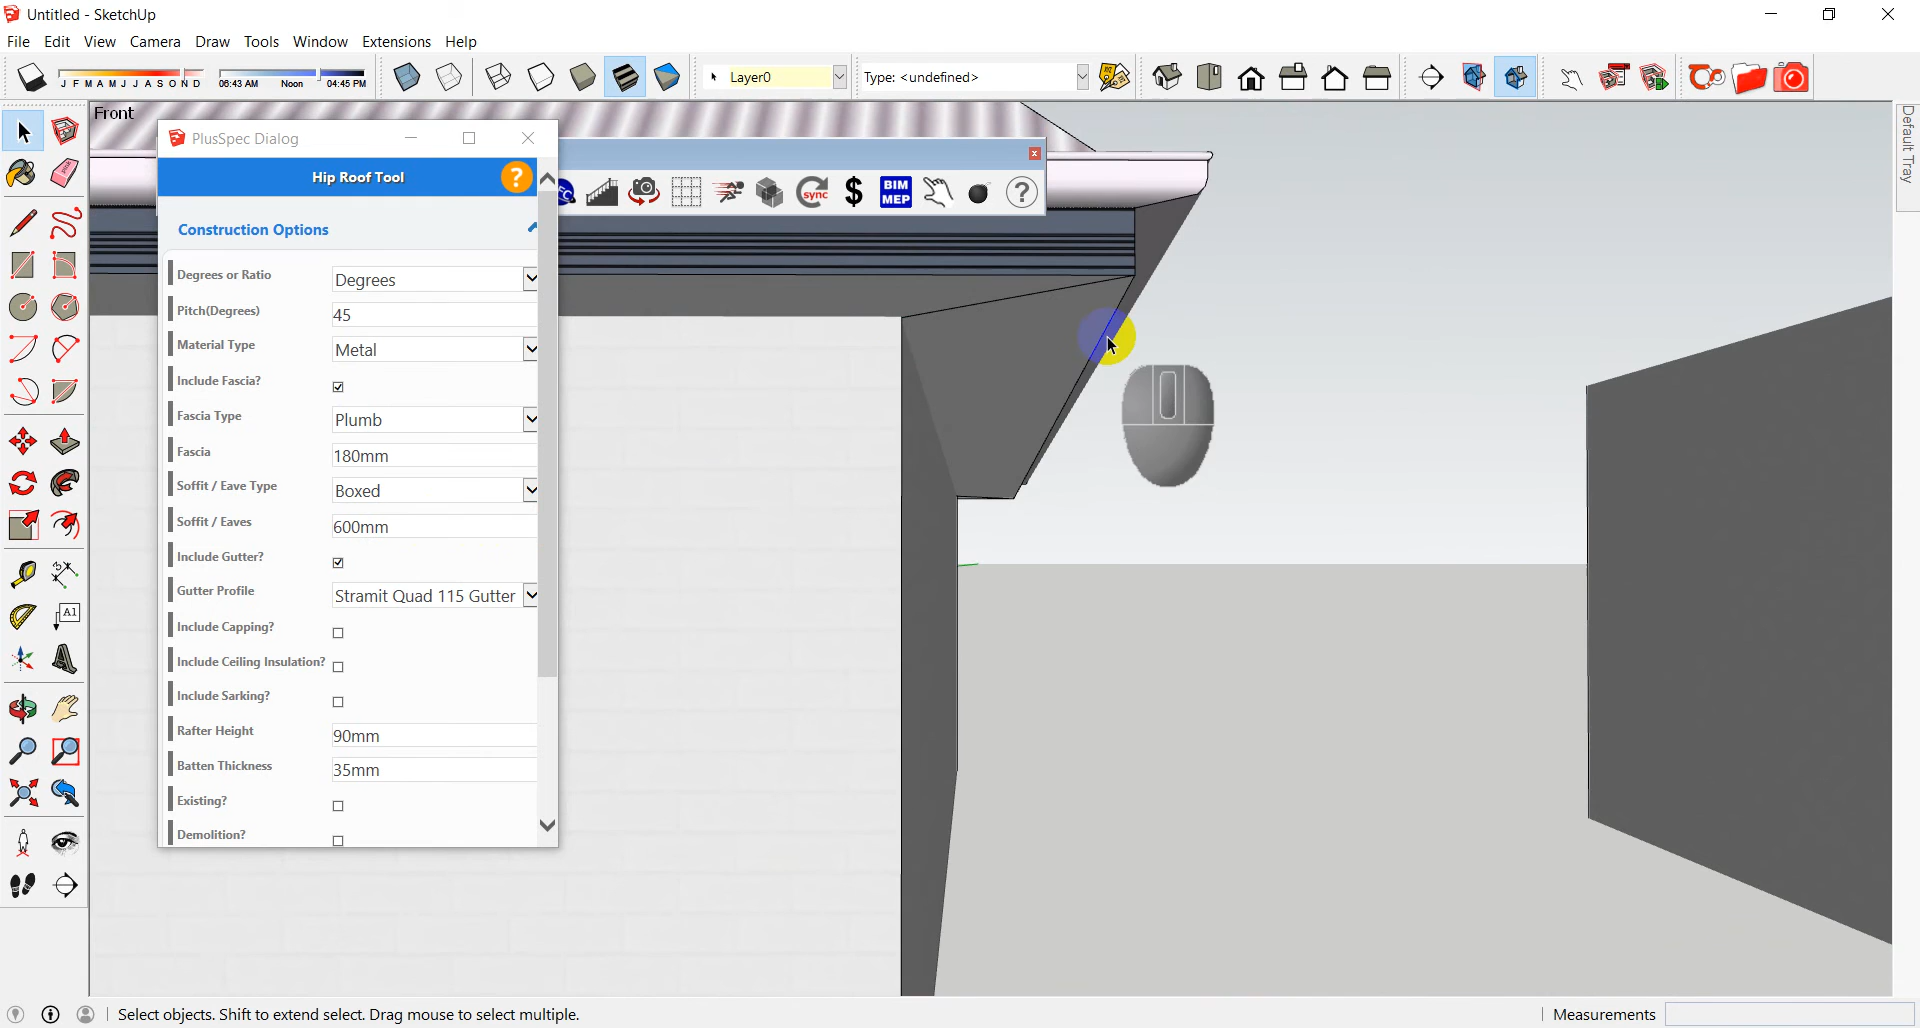 Untitled - SketchUp
File Edit View Camera Draw Tools Window Extensions Help
J F M A M J J A S O N D
06:43 AM Noon 04:45 PM
Layer0
Type: <undefined>
Front
PlusSpec Dialog
Hip Roof Tool
?
sync
$
BIM
MEP
?
Default Tray
Construction Options
Degrees or Ratio Degrees
Pitch(Degrees) 45
Material Type Metal
Include Fascia?
Fascia Type Plumb
Fascia 180mm
Soffit / Eave Type Boxed
Soffit / Eaves 600mm
Include Gutter?
Gutter Profile Stramit Quad 115 Gutter
Include Capping?
Include Ceiling Insulation?
Include Sarking?
Rafter Height 90mm
Batten Thickness 35mm
Existing?
Demolition?
A1
Select objects. Shift to extend select. Drag mouse to select multiple.
Measurements